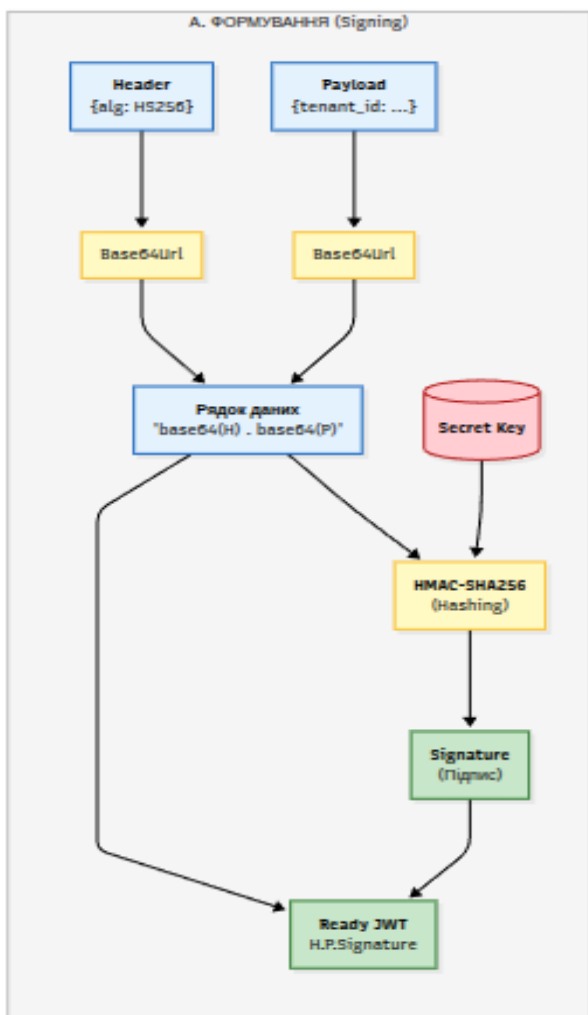 А. ФОРМУВАННЯ (Signing)
Header
{alg: HS256}
Payload
{tenant_id: ...}
Base64Url
Base64Url
Рядок даних
"base64(H) . base64(P)"
Secret Key
HMAC-SHA256
(Hashing)
Signature
(Підпис)
Ready JWT
H.P.Signature